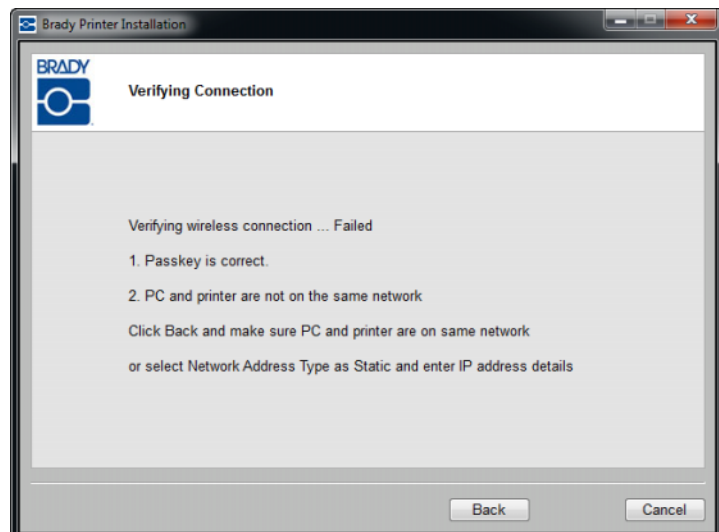 Brady Printer Installation
BRADY
Verifying Connection
Verifying wireless connection ... Failed
1. Passkey is correct.
2. PC and printer are not on the same network
Click Back and make sure PC and printer are on same network
or select Network Address Type as Static and enter IP address details
Back
Cancel